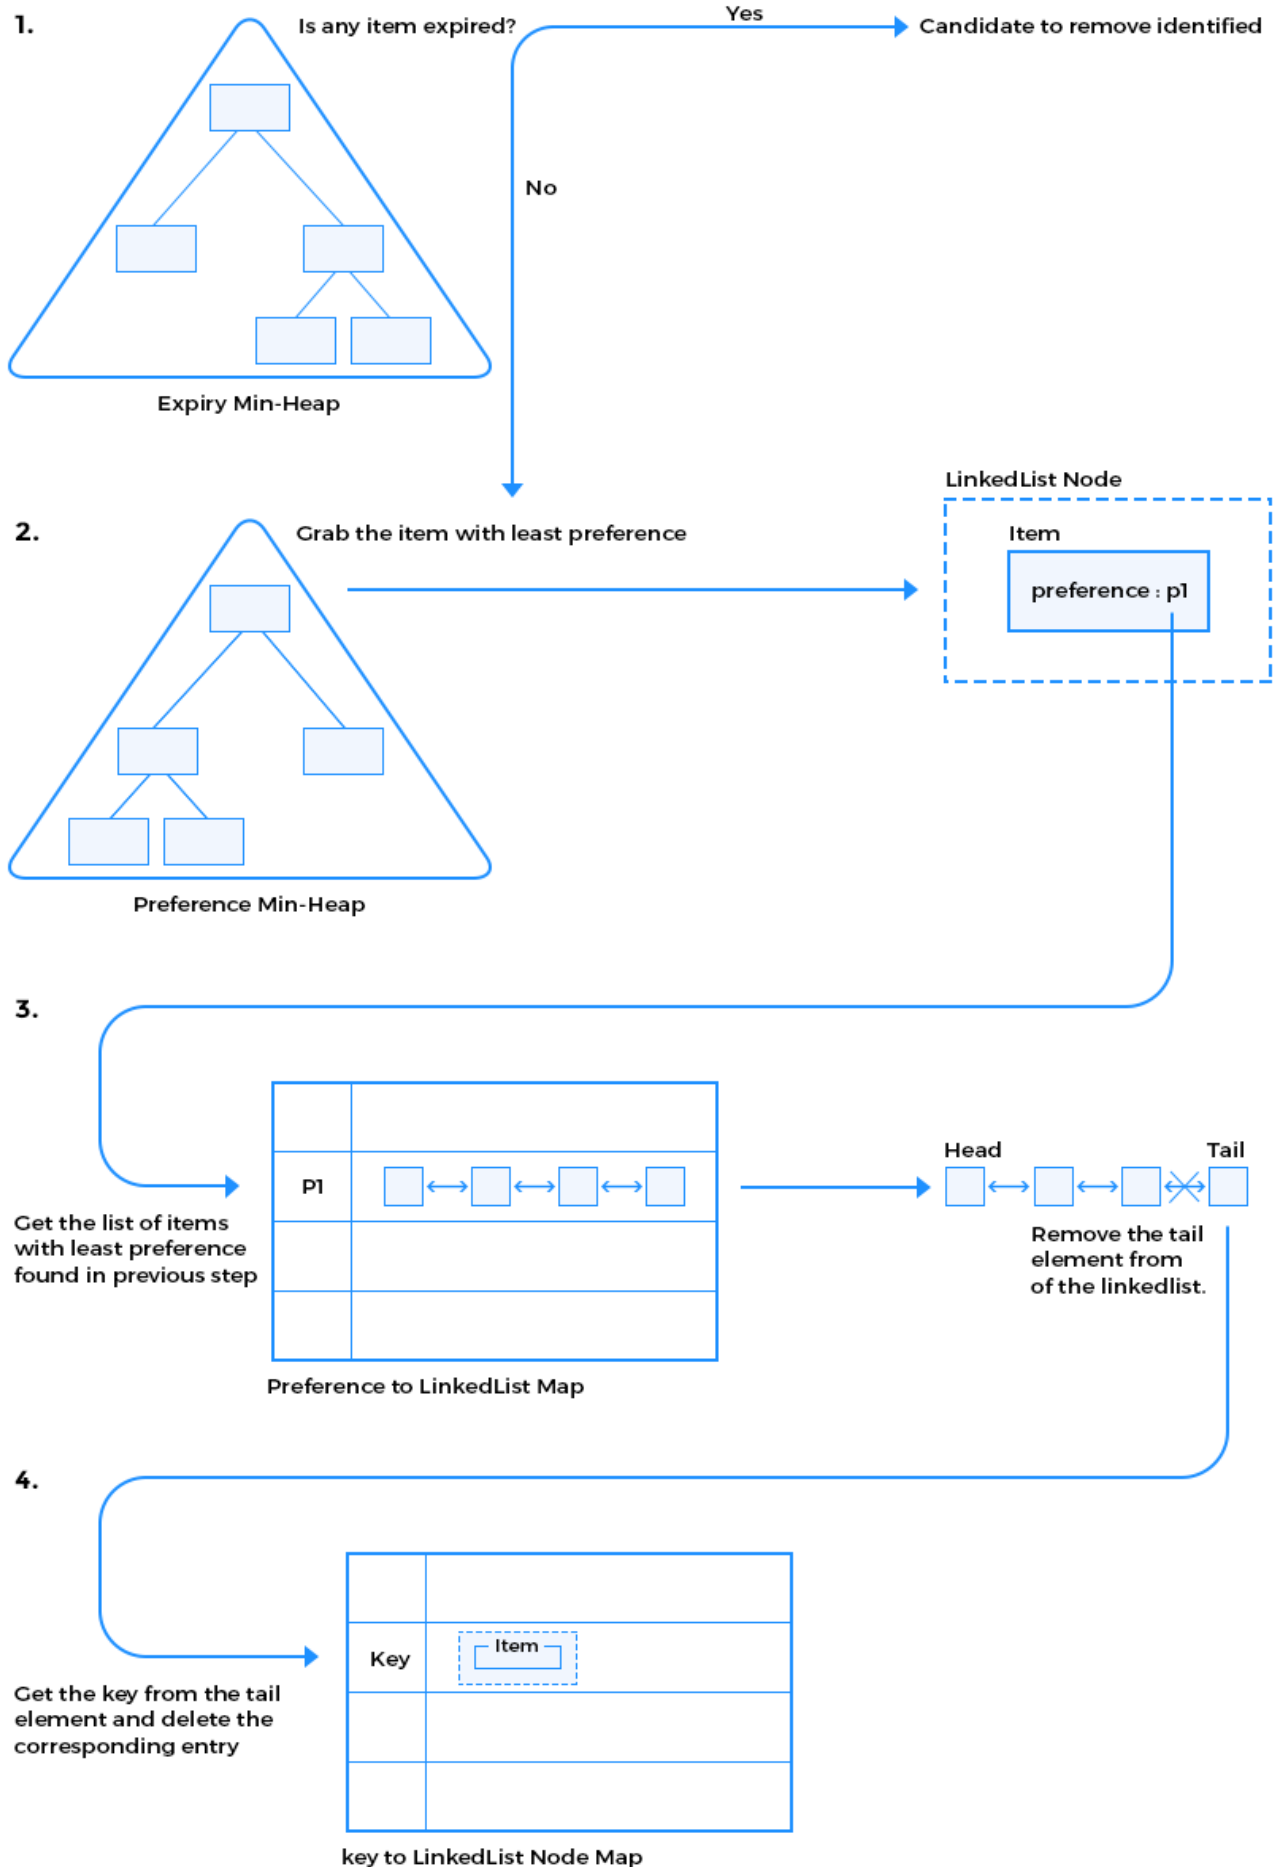 1.
Is any item expired?
Yes
Candidate to remove identified
No
Expiry Min-Heap
LinkedList Node
2.
Grab the item with least preference
Item
preference : p1
Preference Min-Heap
3.
Head
Tail
P1
Get the list of items
with least preference
found in previous step
Remove the tail
element from
of the linkedlist.
Preference to LinkedList Map
4.
Item
Key
Get the key from the tail
element and delete the
corresponding entry
key to LinkedList Node Map